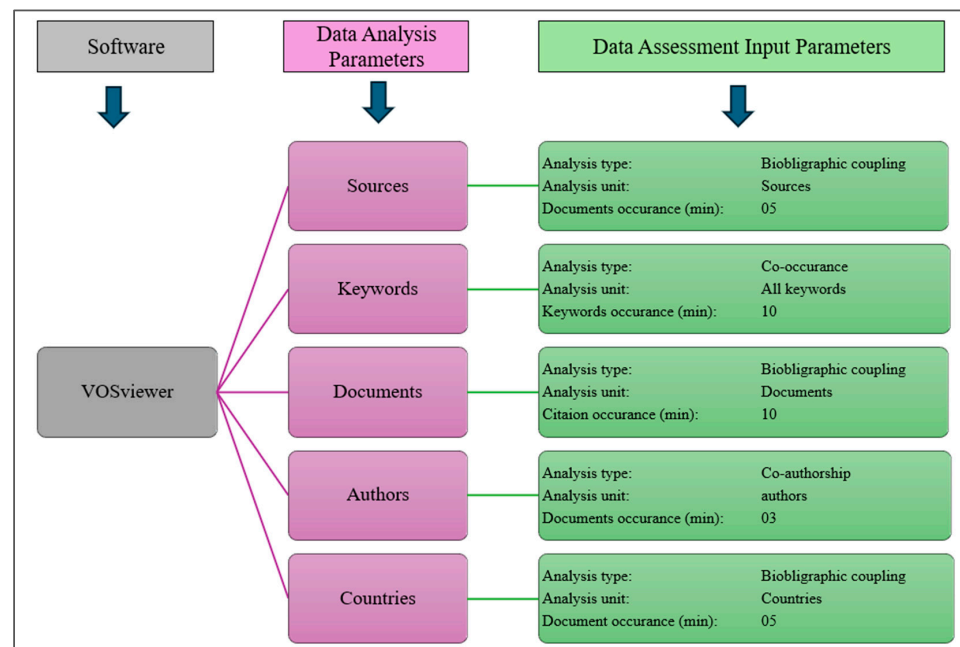 Software
Data Analysis
Parameters
Data Assessment Input Parameters
VOSviewer
Sources
Analysis type: Biobligraphic coupling
Analysis unit: Sources
Documents occurance (min): 05
Keywords
Analysis type: Co-occurance
Analysis unit: All keywords
Keywords occurance (min): 10
Documents
Analysis type: Biobligraphic coupling
Analysis unit: Documents
Citaion occurance (min): 10
Authors
Analysis type: Co-authorship
Analysis unit: authors
Documents occurance (min): 03
Countries
Analysis type: Biobligraphic coupling
Analysis unit: Countries
Document occurance (min): 05